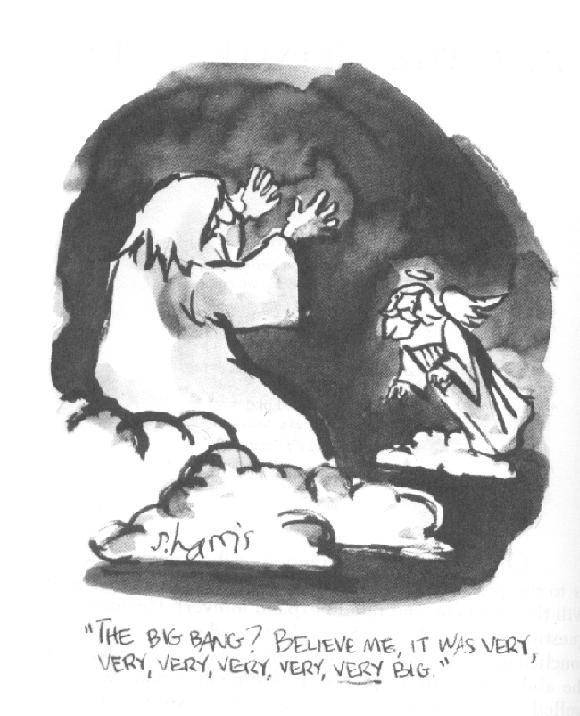 s.harris
"THE BIG BANG? BELIEVE ME, IT WAS VERY,
VERY, VERY, VERY, VERY, VERY BIG."